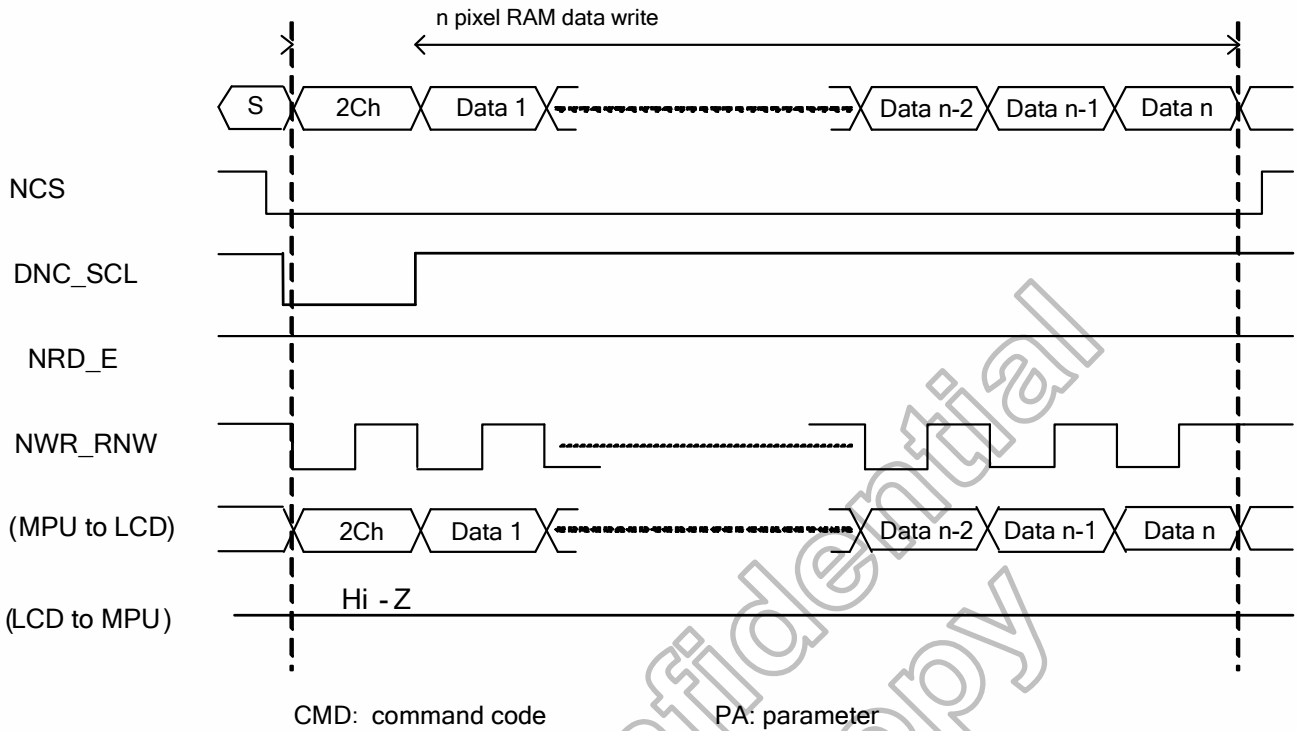 n pixel RAM data write
S 2Ch Data 1 Data n-2 Data n-1 Data n
NCS
DNC_SCL
NRD_E
NWR_RNW
(MPU to LCD) 2Ch Data 1 Data n-2 Data n-1 Data n
Hi - Z
(LCD to MPU)
CMD: command code PA: parameter